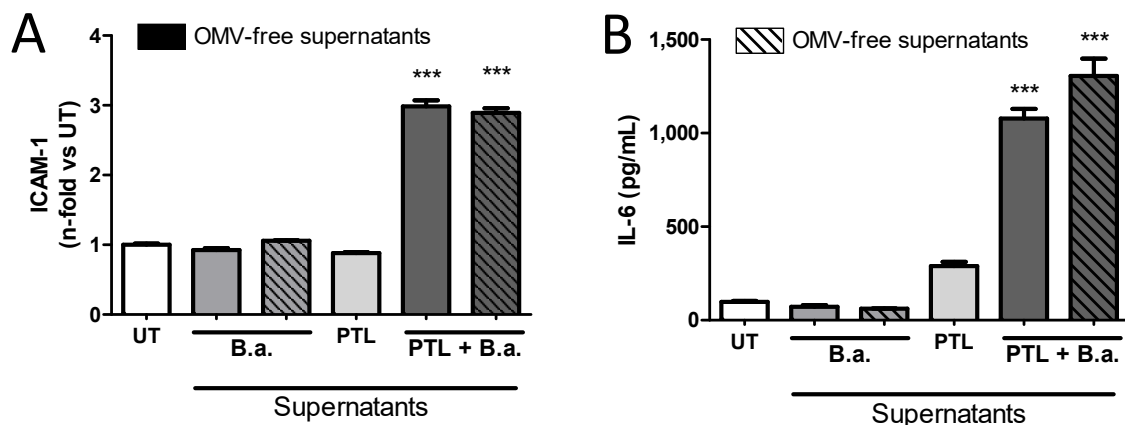 A
OMV-free supernatants
ICAM-1
(n-fold vs UT)
4
3
2
1
0
*** ***
UT
B.a.
PTL
PTL + B.a.
Supernatants
B
OMV-free supernatants
IL-6 (pg/mL)
1,500
1,000
500
0
***
***
UT
B.a.
PTL
PTL + B.a.
Supernatants